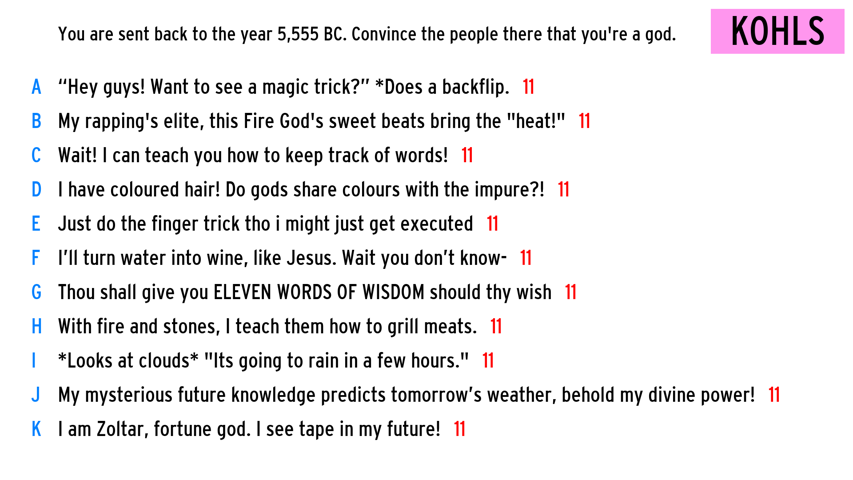 You are sent back to the year 5,555 BC. Convince the people there that you're a god.
KOHLS
A “Hey guys! Want to see a magic trick?” *Does a backflip. 11
B My rapping's elite, this Fire God's sweet beats bring the "heat!" 11
C Wait! I can teach you how to keep track of words! 11
D I have coloured hair! Do gods share colours with the impure?! 11
E Just do the finger trick tho i might just get executed 11
F I’ll turn water into wine, like Jesus. Wait you don’t know- 11
G Thou shall give you ELEVEN WORDS OF WISDOM should thy wish 11
H With fire and stones, I teach them how to grill meats. 11
I *Looks at clouds* "Its going to rain in a few hours." 11
J My mysterious future knowledge predicts tomorrow’s weather, behold my divine power! 11
K I am Zoltar, fortune god. I see tape in my future! 11